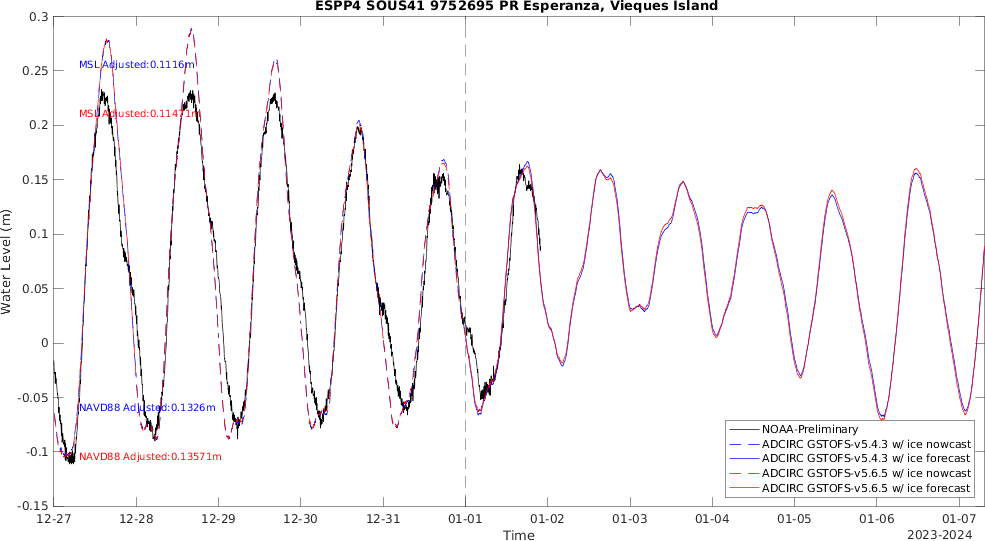 ESPP4 SOUS41 9752695 PR Esperanza, Vieques Island
0.3
0.25
0.2
0.15
0.1
0.05
0
-0.05
-0.1
-0.15
Water Level (m)
MSL Adjusted:0.1116m
MSL Adjusted:0.11471m
NAVD88 Adjusted:0.1326m
NAVD88 Adjusted:0.13571m
NOAA-Preliminary
ADCIRC GSTOFS-v5.4.3 w/ ice nowcast
ADCIRC GSTOFS-v5.4.3 w/ ice forecast
ADCIRC GSTOFS-v5.6.5 w/ ice nowcast
ADCIRC GSTOFS-v5.6.5 w/ ice forecast
12-27 12-28 12-29 12-30 12-31 01-01 01-02 01-03 01-04 01-05 01-06 01-07
Time
2023-2024